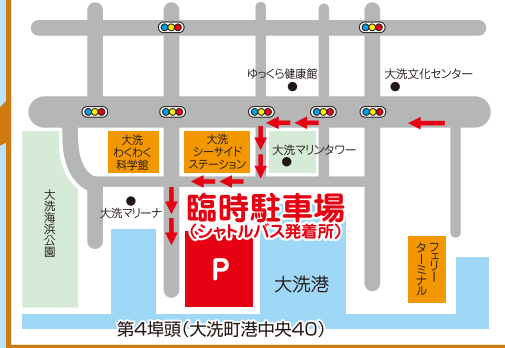 ゆっくら健康館
大洗文化センター
大洗
わくわく
科学館
大洗
シーサイド
ステーション
大洗マリンタワー
大洗海浜公園
大洗マリーナ
臨時駐車場
(シャトルバス発着所)
P
大洗港
フェリー
ターミナル
第4埠頭(大洗町港中央40)